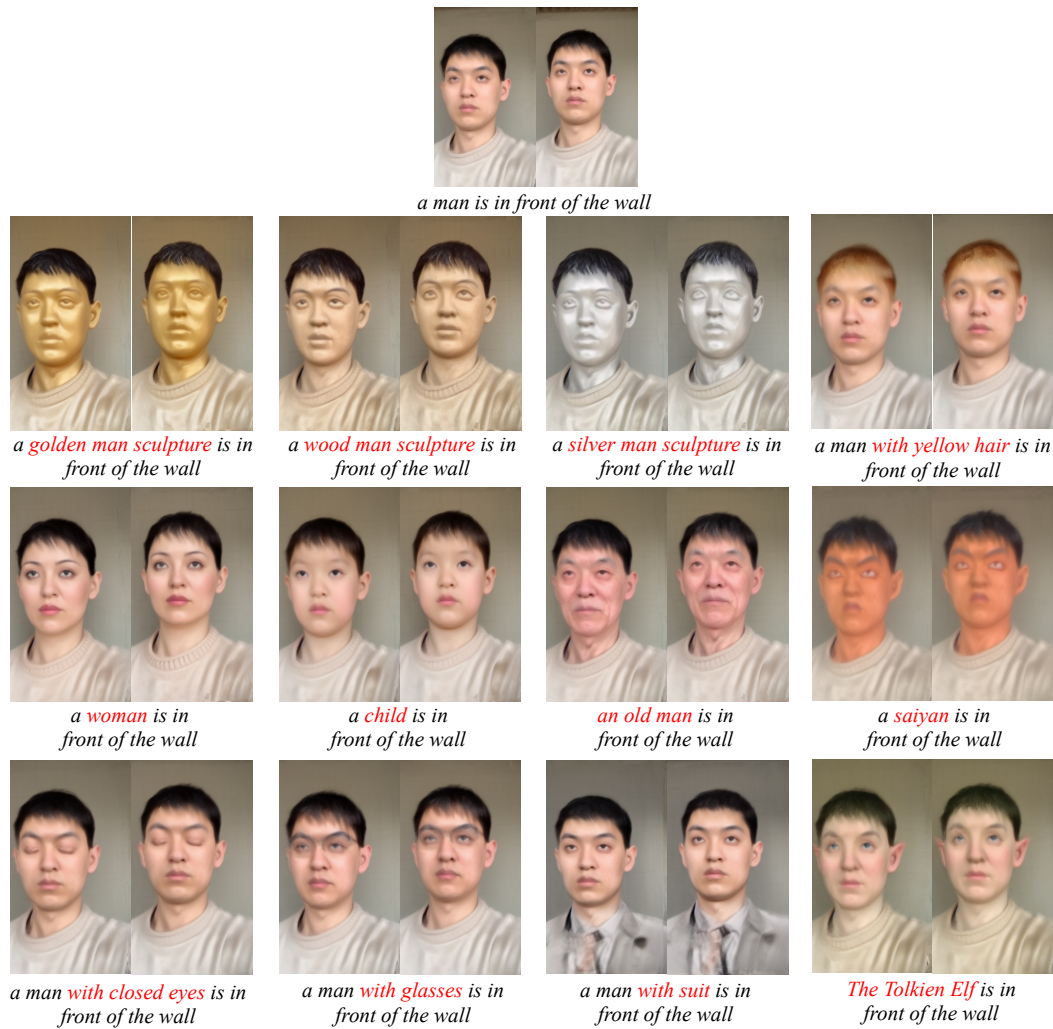 a man is in front of the wall
a golden man sculpture is in
front of the wall
a wood man sculpture is in
front of the wall
a silver man sculpture is in
front of the wall
a man with yellow hair is in
front of the wall
a woman is in
front of the wall
a child is in
front of the wall
an old man is in
front of the wall
a saiyan is in
front of the wall
a man with closed eyes is in
front of the wall
a man with glasses is in
front of the wall
a man with suit is in
front of the wall
The Tolkien Elf is in
front of the wall